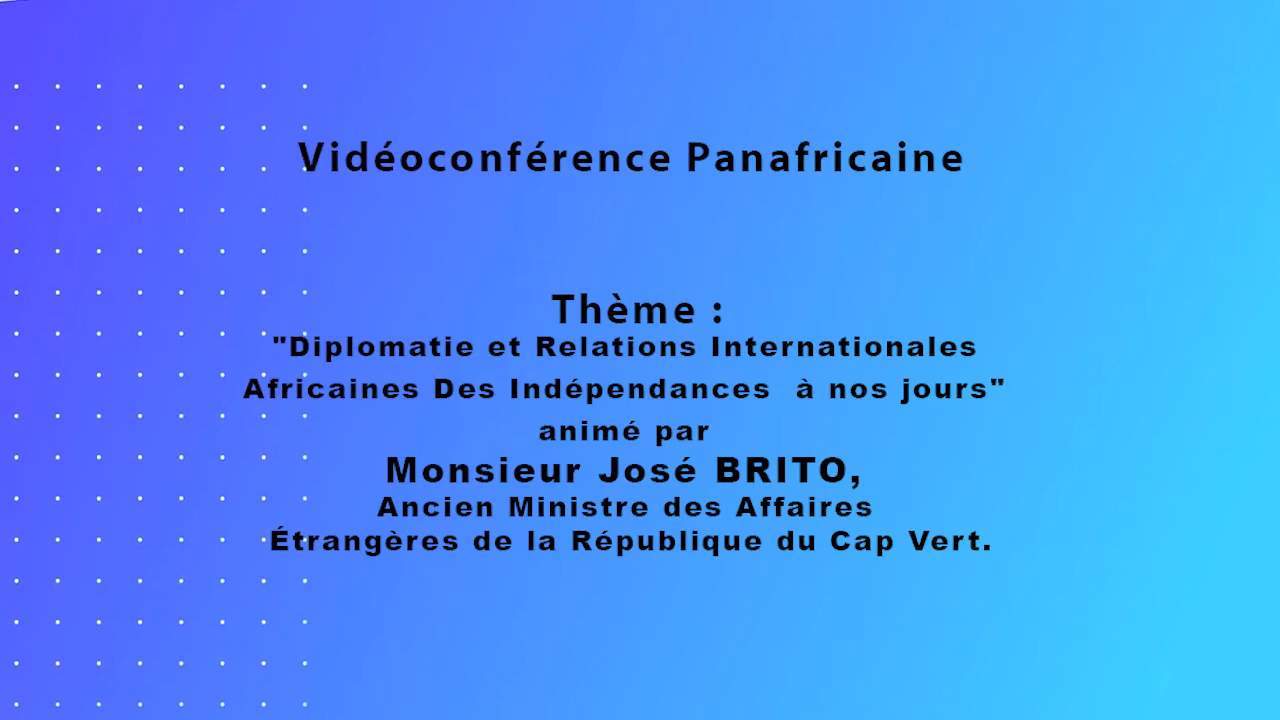 Vidéoconférence Panafricaine
Thème :
"Diplomatie et Relations Internationales
Africaines Des Indépendances  à nos jours"
animé par
Monsieur José BRITO,
Ancien Ministre des Affaires
Étrangères de la République du Cap Vert.